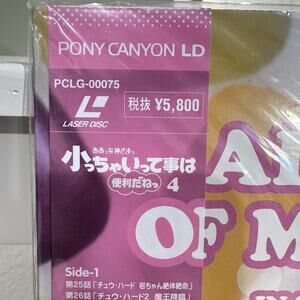 PONY CANYON LD
PCLG-00075
LASER DISC
税抜 ¥5,800
ああっ女神さまっ
小っちゃいって事は
便利だねっ 4
OF M
Side-1
第25話「チュウ・ハード 岩ちゃん絶体絶命」
第26話「チュウ・ハード2 魔王降臨」